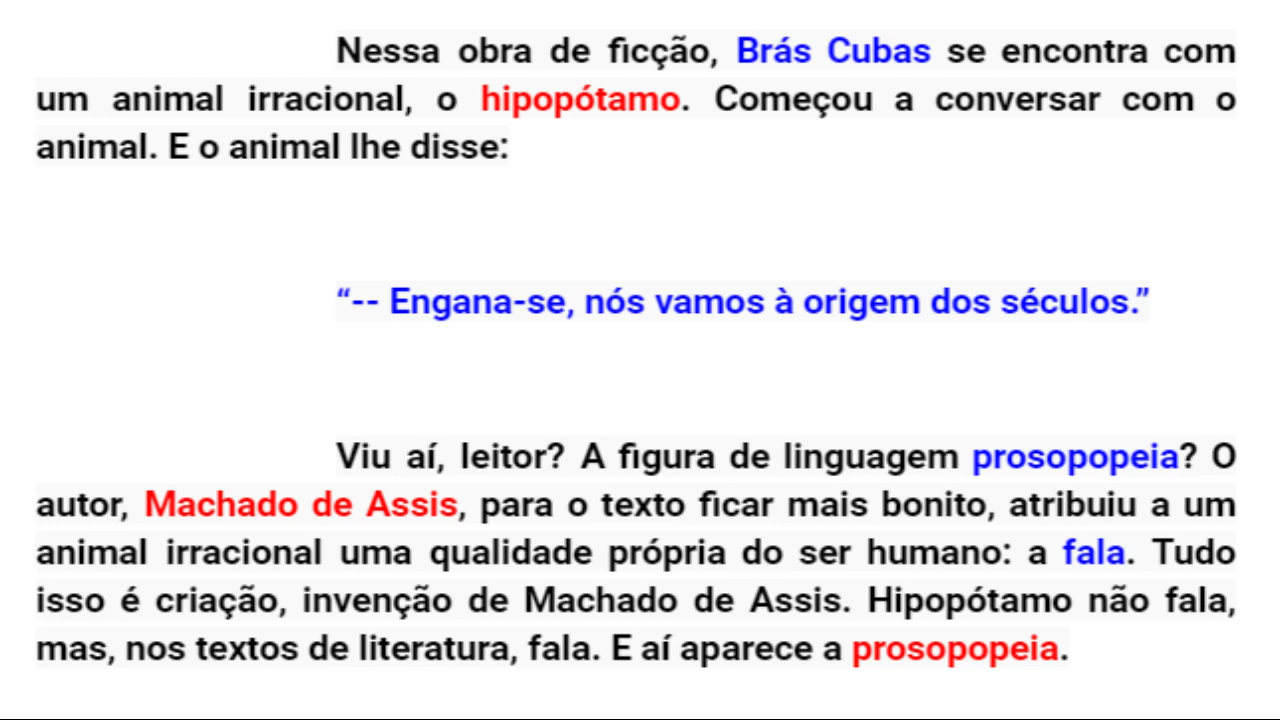 Nessa obra de ficção, Brás Cubas se encontra com
um animal irracional, o hipopótamo. Começou a conversar com o
animal. E o animal lhe disse:
“-- Engana-se, nós vamos à origem dos séculos.”
Viu aí, leitor? A figura de linguagem prosopopeia? O
autor, Machado de Assis, para o texto ficar mais bonito, atribuiu a um
animal irracional uma qualidade própria do ser humano: a fala. Tudo
isso é criação, invenção de Machado de Assis. Hipopótamo não fala,
mas, nos textos de literatura, fala. E aí aparece a prosopopeia.